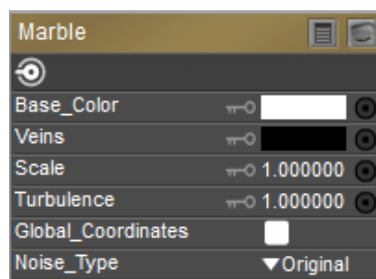 Marble
Base_Color
Veins
Scale 1.000000
Turbulence 1.000000
Global_Coordinates
Noise_Type Original